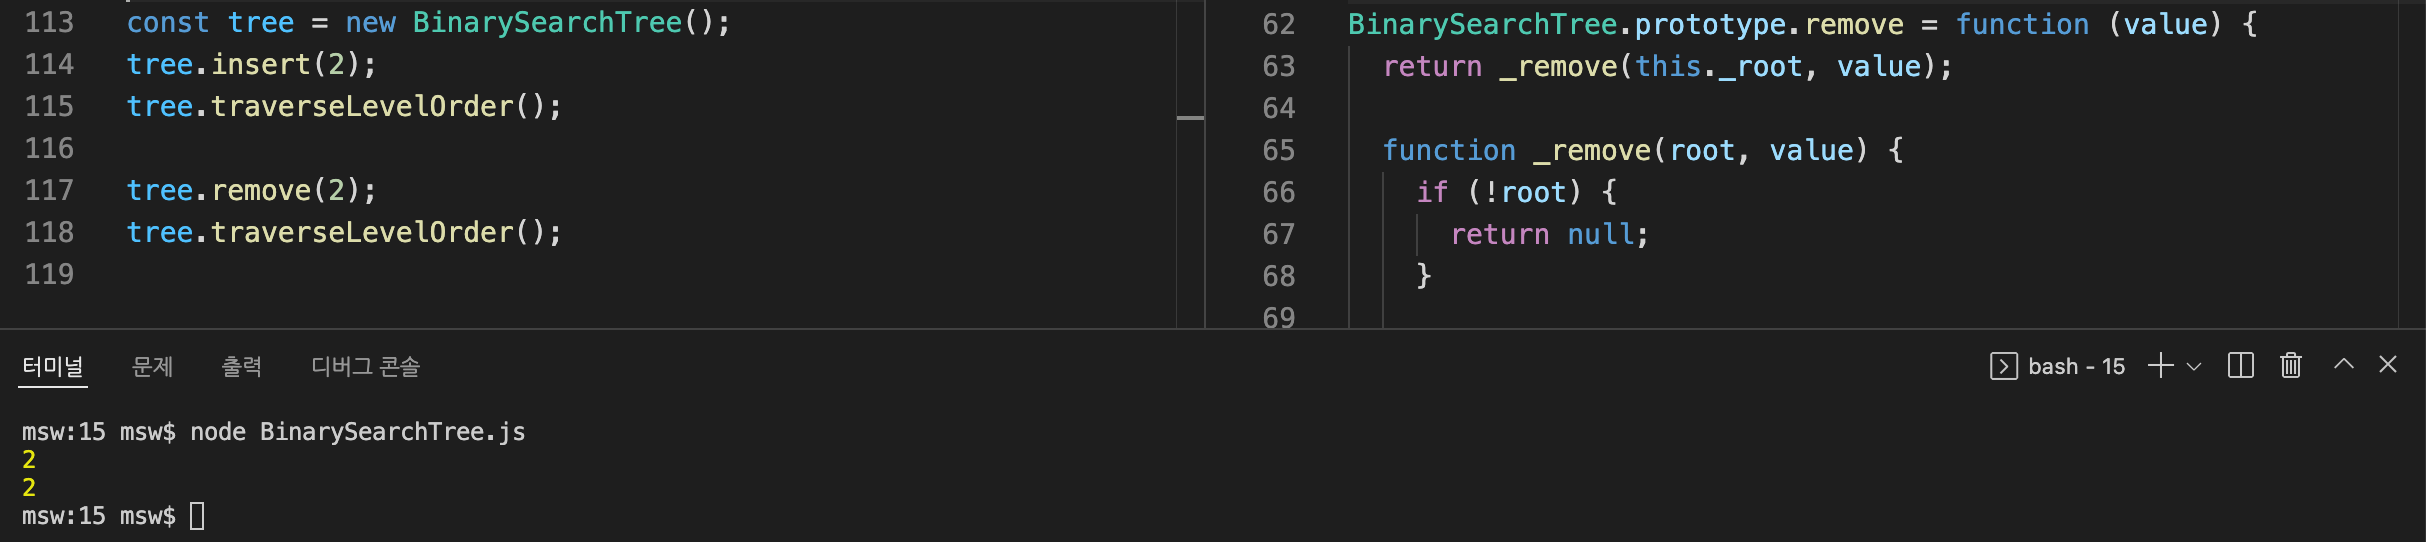 113 const tree = new BinarySearchTree();
114 tree.insert(2);
115 tree.traverseLevelOrder();
116
117 tree.remove(2);
118 tree.traverseLevelOrder();
119
62 BinarySearchTree.prototype.remove = function (value) {
63 return _remove(this._root, value);
64
65 function _remove(root, value) {
66 if (!root) {
67 return null;
68 }
69
터미널 문제 출력 디버그 콘솔 bash - 15
msw:15 msw$ node BinarySearchTree.js
2
2
msw:15 msw$